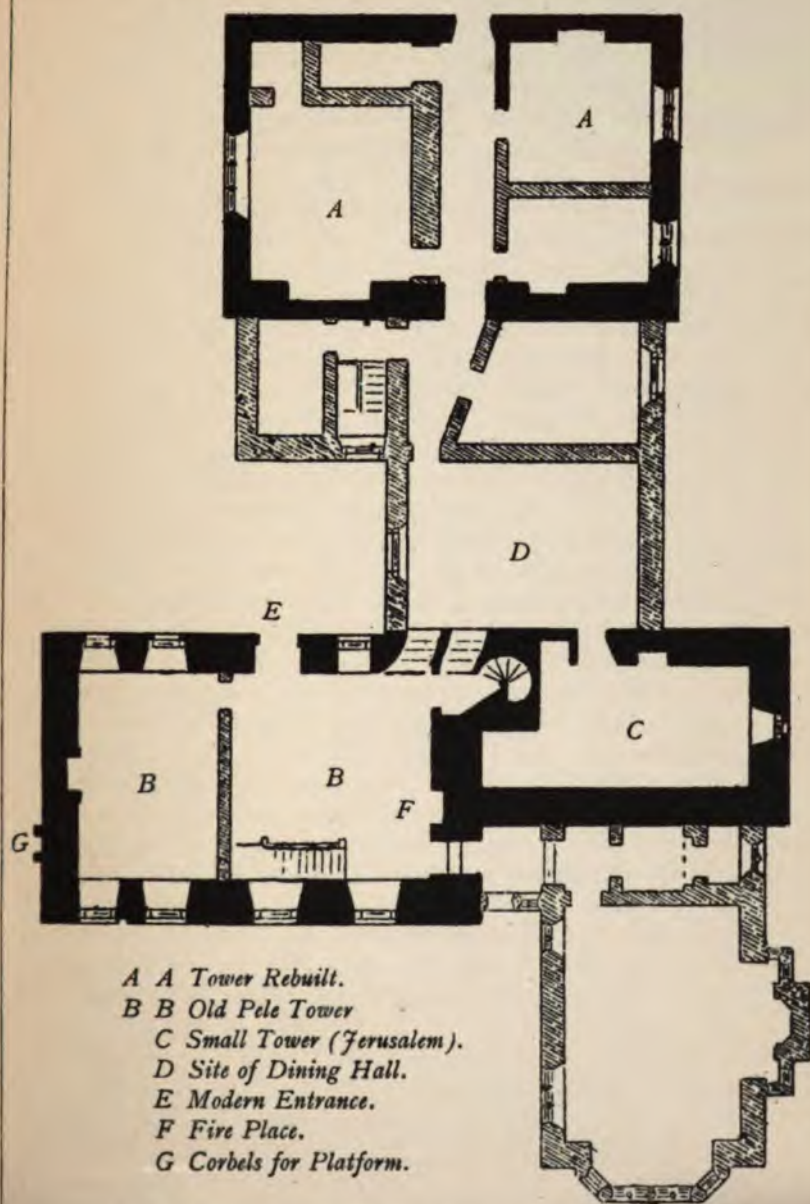 A
A
D
E
C
B
B
F
G
A A Tower Rebuilt.
B B Old Pele Tower
C Small Tower (Jerusalem).
D Site of Dining Hall.
E Modern Entrance.
F Fire Place.
G Corbels for Platform.